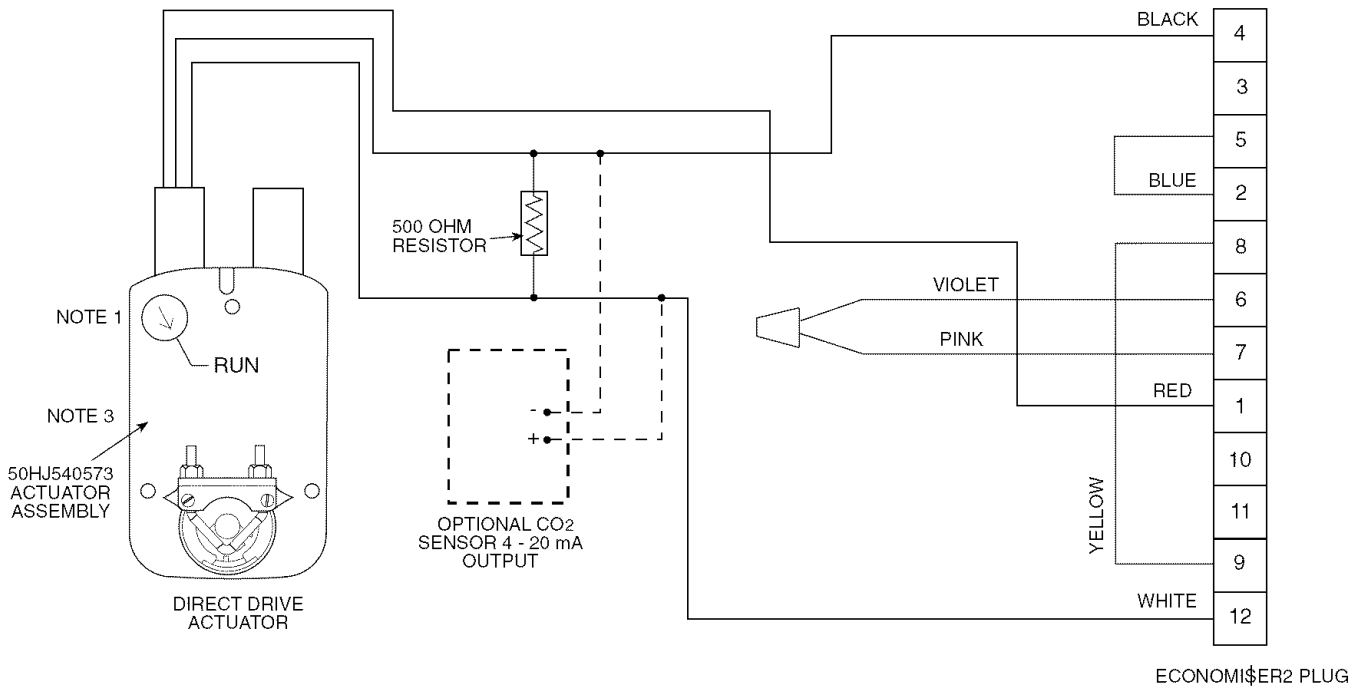 BLACK
4
3
5
BLUE
2
8
VIOLET
6
PINK
7
RED
1
10
11
YELLOW
9
WHITE
12
ECONOMI$ER2 PLUG
500 OHM
RESISTOR
NOTE 1
RUN
NOTE 3
50HJ540573
ACTUATOR
ASSEMBLY
-
+
OPTIONAL CO2
SENSOR 4 - 20 mA
OUTPUT
DIRECT DRIVE
ACTUATOR